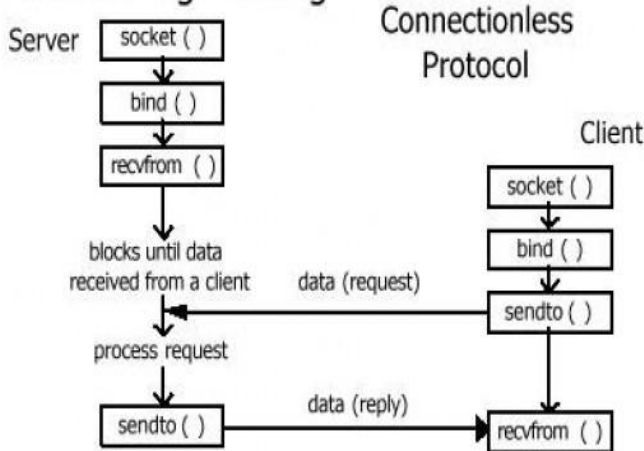 Server
socket ( )
bind ( )
recvfrom ( )
blocks until data
received from a client
process request
sendto ( )
Connectionless
Protocol
Client
socket ( )
bind ( )
sendto ( )
recvfrom ( )
data (request)
data (reply)